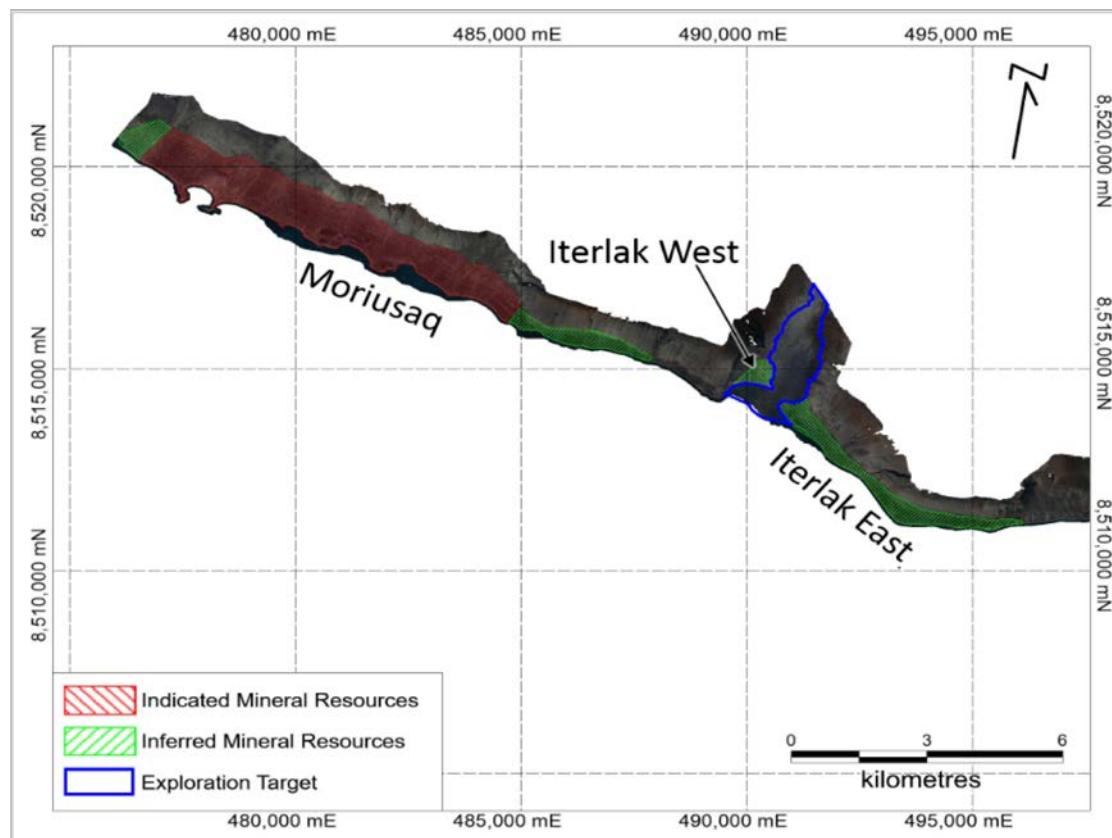 480,000 mE
485,000 mE
490,000 mE
495,000 mE
N
8,520,000 mN
8,520,000 mN
Iterlak West
Moriusaq
8,515,000 mN
8,515,000 mN
Iterlak East
8,510,000 mN
8,510,000 mN
Indicated Mineral Resources
Inferred Mineral Resources
Exploration Target
0 3 6
kilometres
480,000 mE
485,000 mE
490,000 mE
495,000 mE